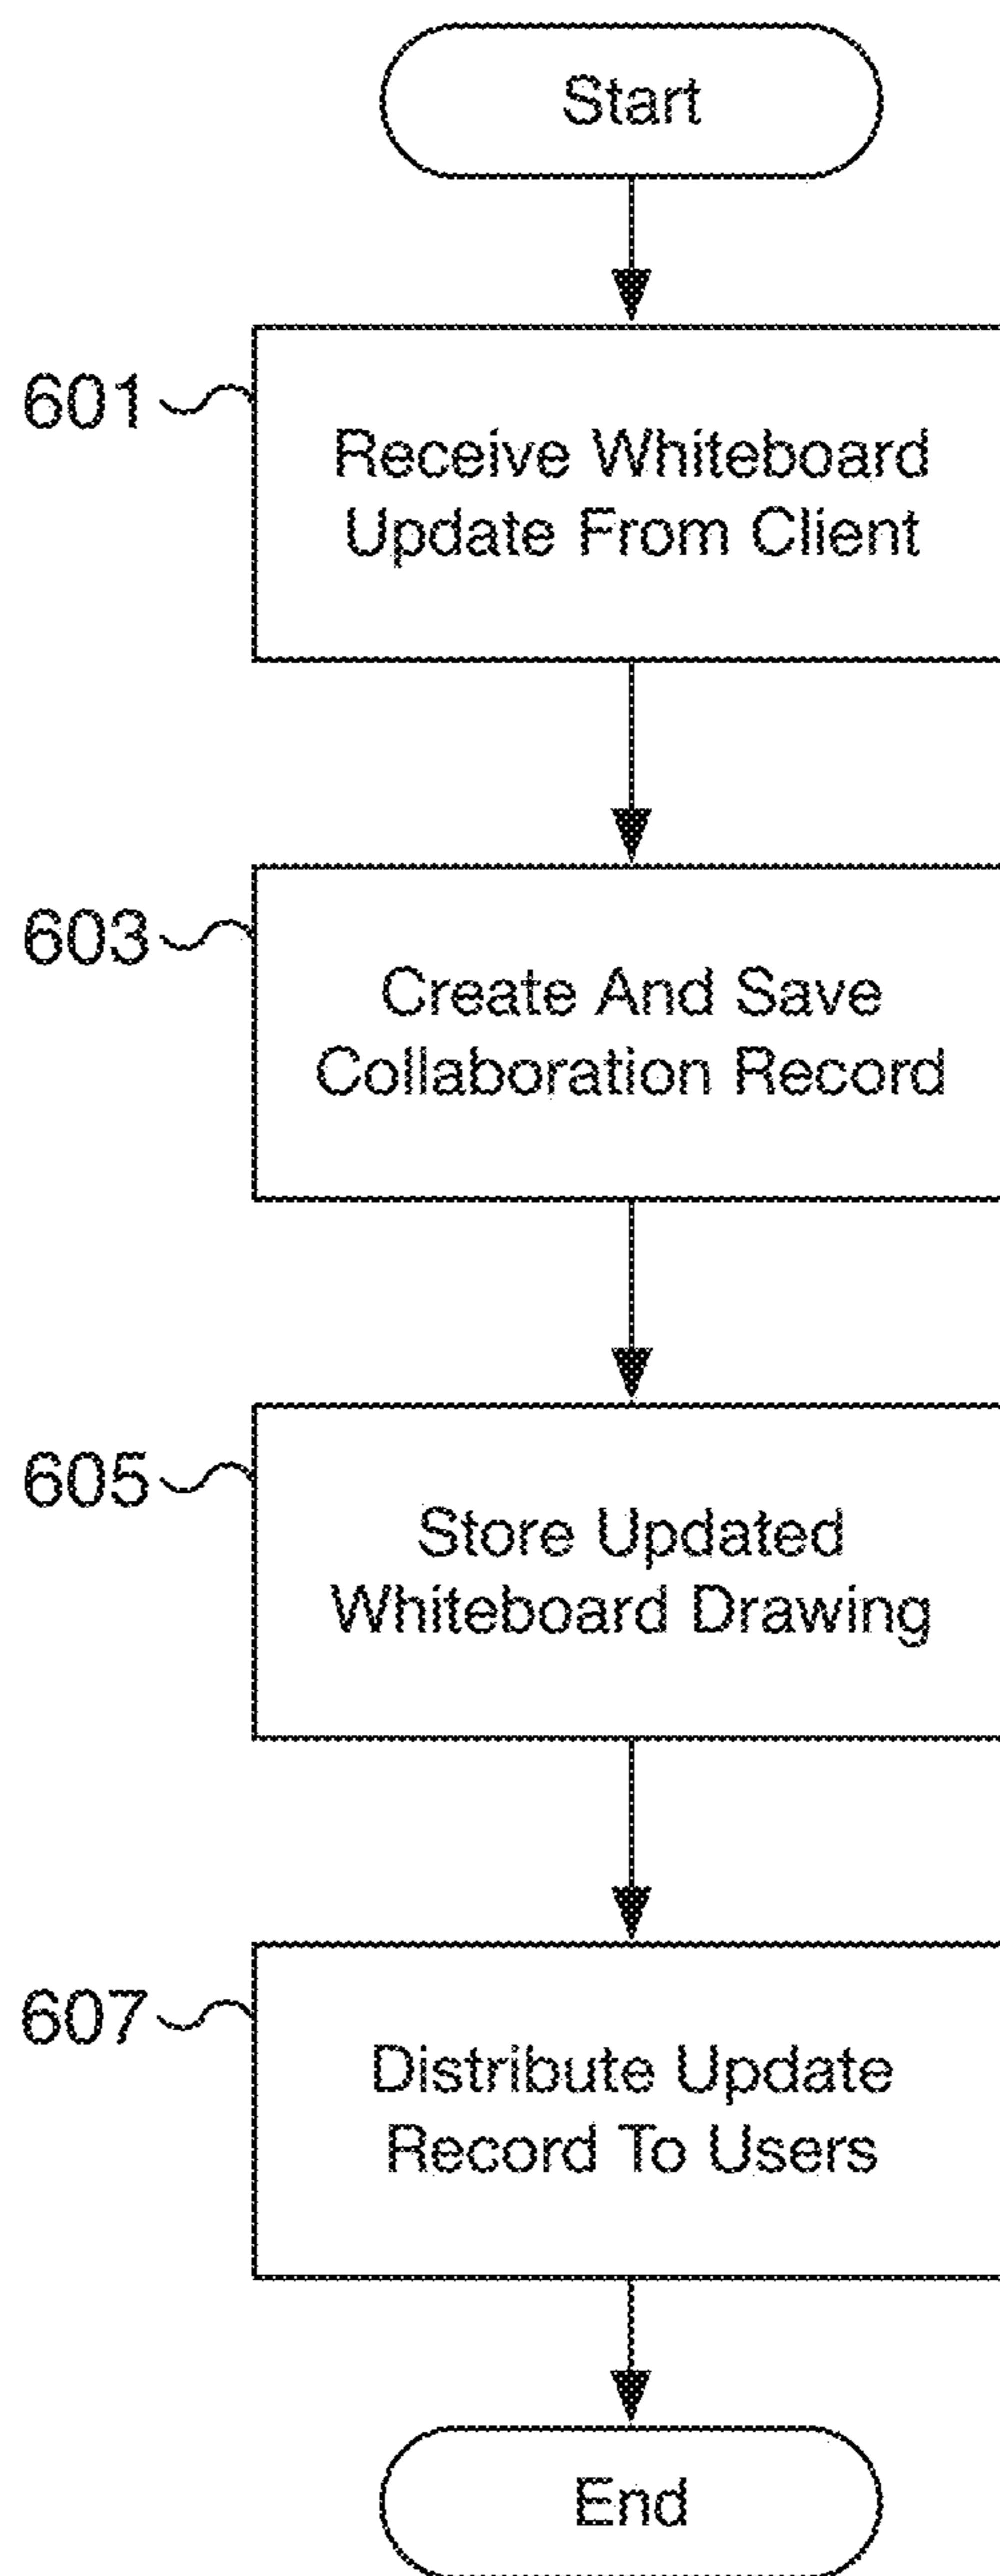 Start
601
Receive Whiteboard
Update From Client
603
Create And Save
Collaboration Record
605
Store Updated
Whiteboard Drawing
607
Distribute Update
Record To Users
End